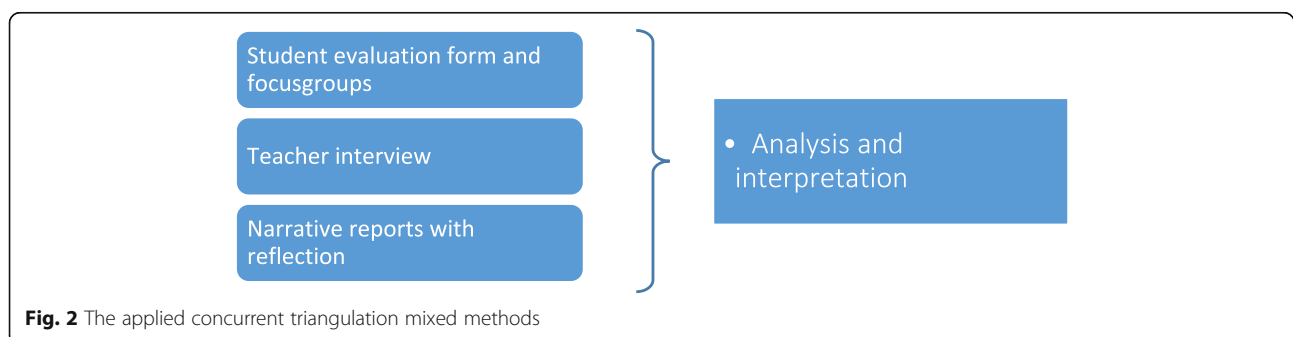 Student evaluation form and
focusgroups
Teacher interview
Narrative reports with
reflection
• Analysis and
interpretation
Fig. 2 The applied concurrent triangulation mixed methods